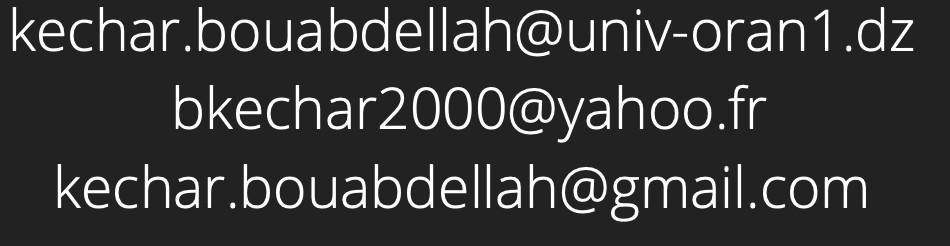 kechar.bouabdellah@univ-oran1.dz
bkechar2000@yahoo.fr
kechar.bouabdellah@gmail.com